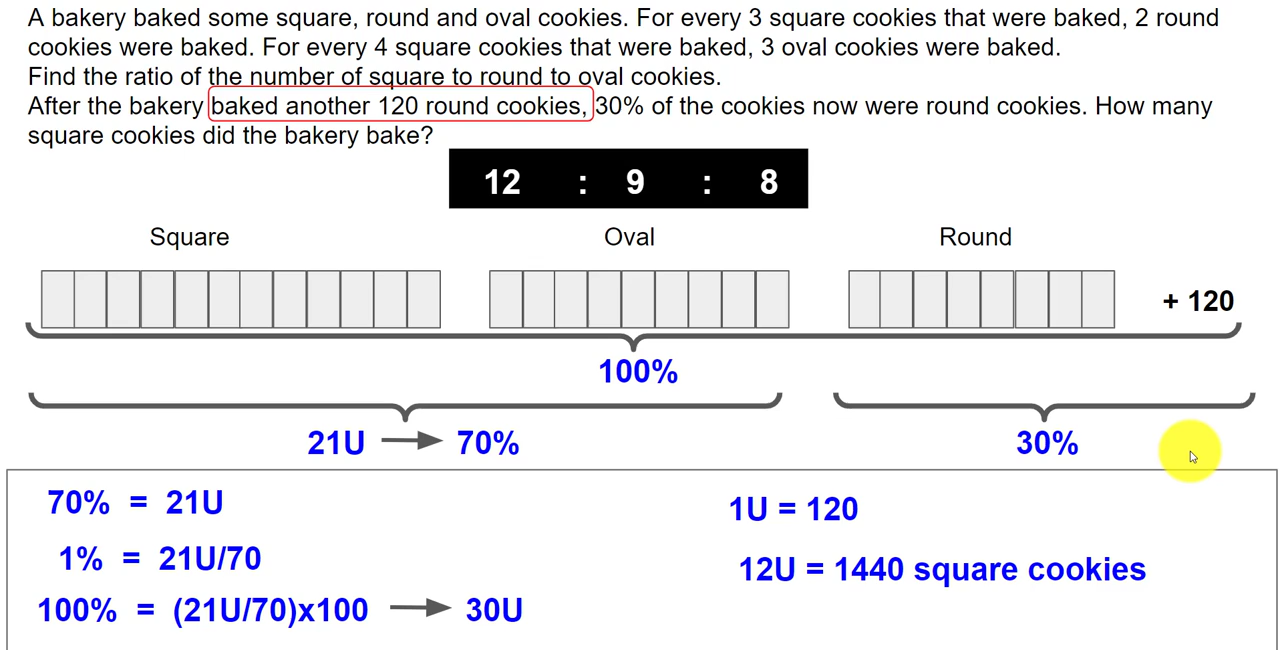 A bakery baked some square, round and oval cookies. For every 3 square cookies that were baked, 2 round
cookies were baked. For every 4 square cookies that were baked, 3 oval cookies were baked.
Find the ratio of the number of square to round to oval cookies.
After the bakery baked another 120 round cookies, 30% of the cookies now were round cookies. How many
square cookies did the bakery bake?
12 : 9 : 8
Square Oval Round
+ 120
100%
21U → 70% 30%
70% = 21U
1% = 21U/70
100% = (21U/70)x100 → 30U
1U = 120
12U = 1440 square cookies